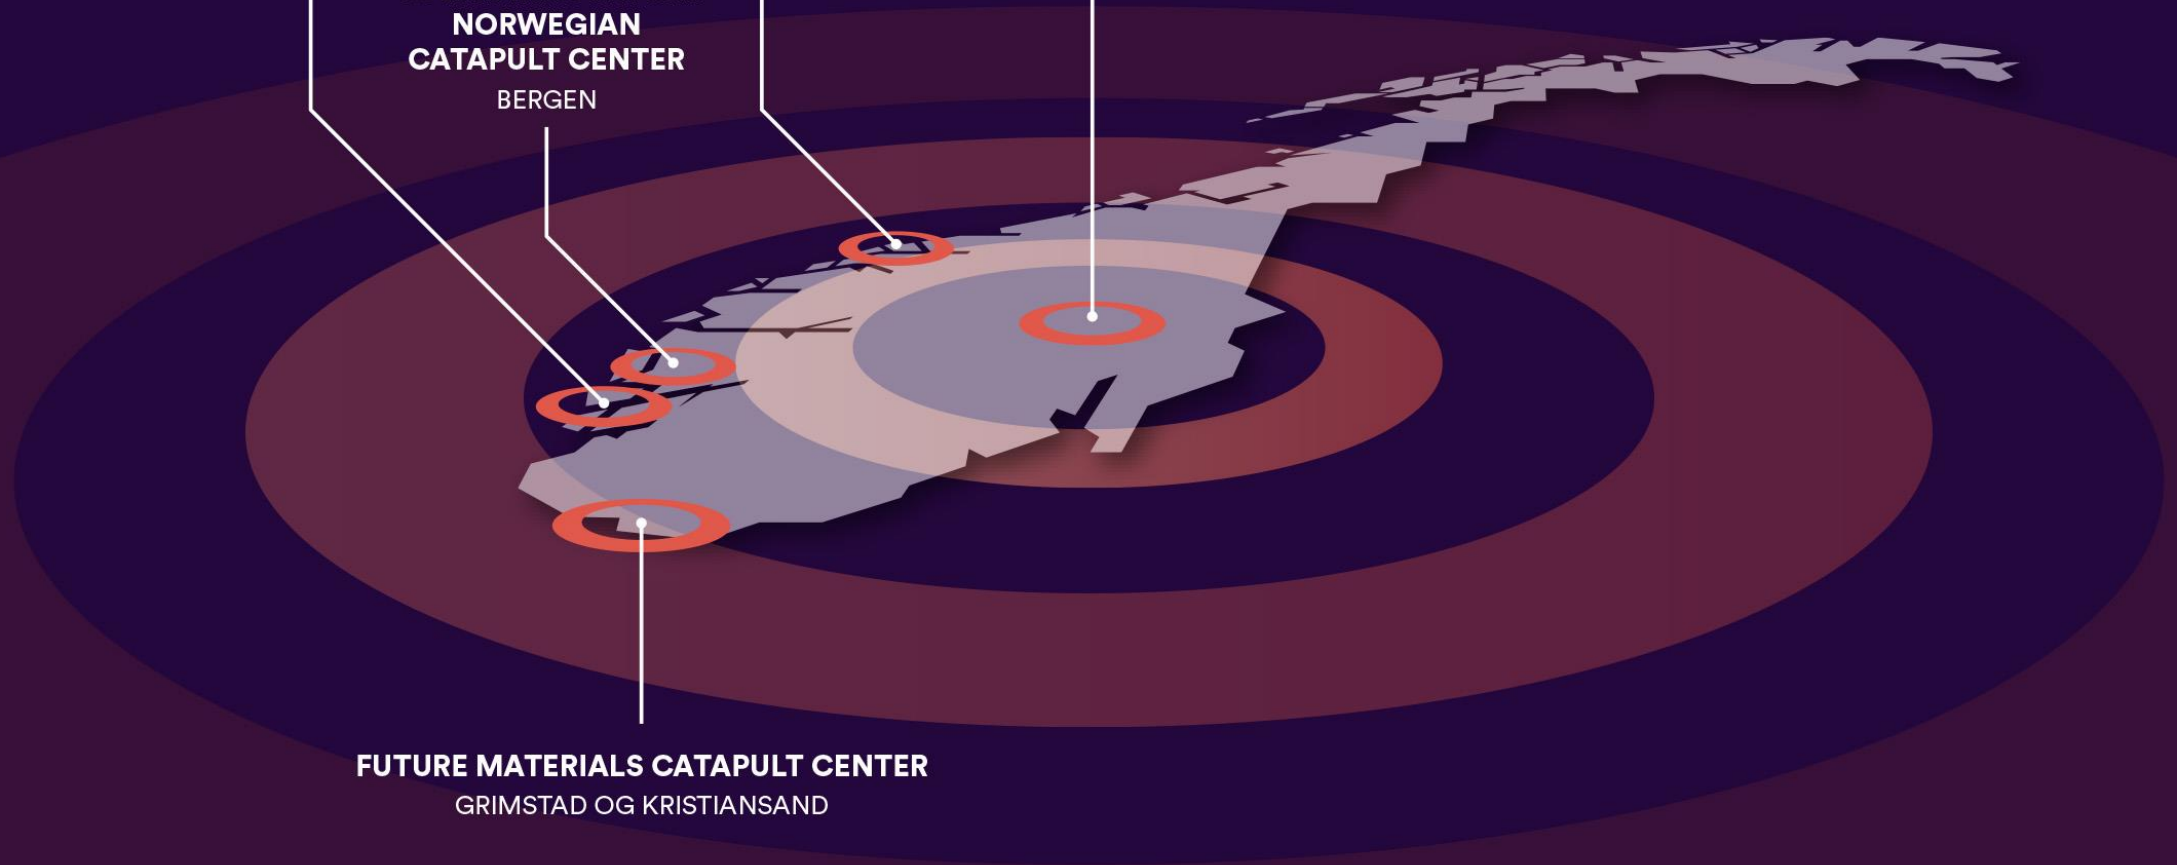 NORWEGIAN
CATAPULT CENTER
BERGEN
FUTURE MATERIALS CATAPULT CENTER
GRIMSTAD OG KRISTIANSAND